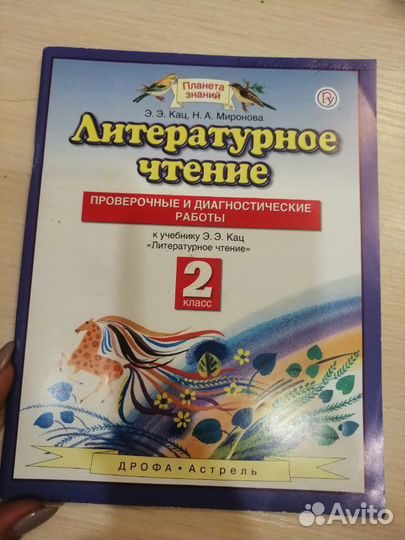 Планета
знаний
Э. Э. Кац, Н. А. Миронова
Литературное
чтение
ПРОВЕРОЧНЫЕ И ДИАГНОСТИЧЕСКИЕ
РАБОТЫ
к учебнику Э. Э. Кац
«Литературное чтение»
2
КЛАСС
ДРОФА • Астрель
Avito